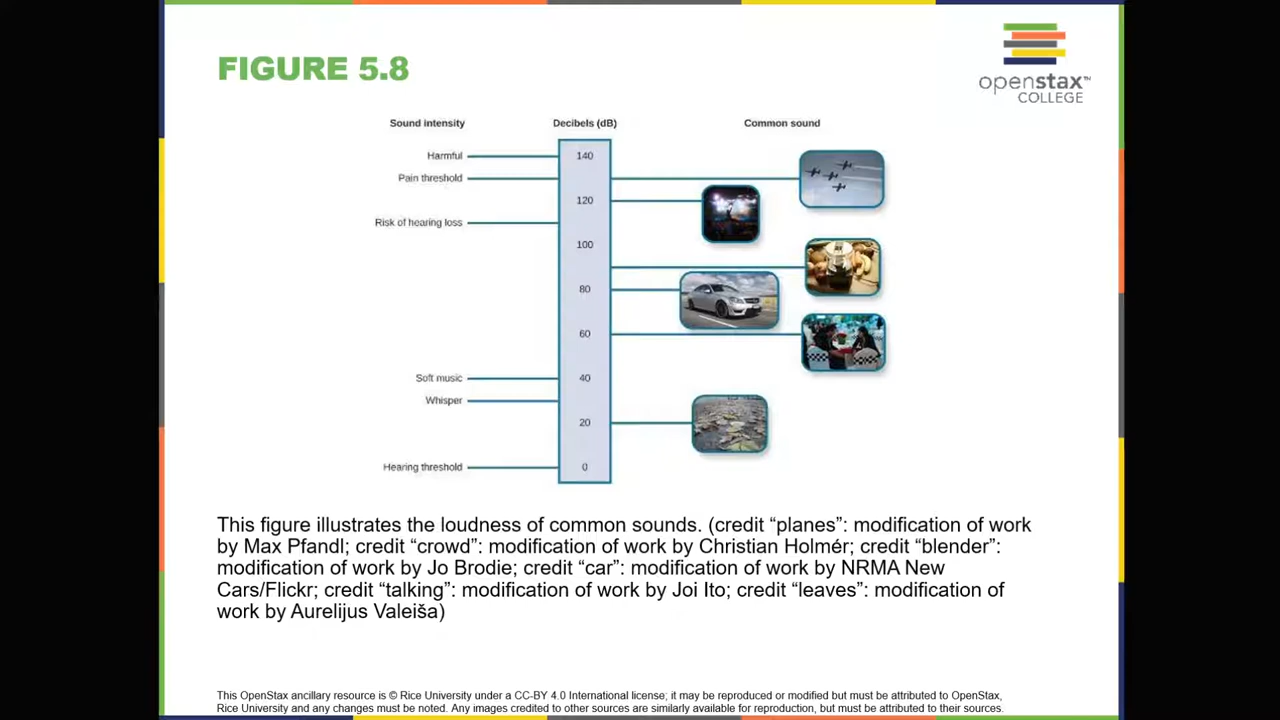 FIGURE 5.8
openstax™
COLLEGE
Sound intensity Decibels (dB) Common sound
Harmful 140
Pain threshold
120
Risk of hearing loss
100
80
60
Soft music 40
Whisper
20
Hearing threshold 0
This figure illustrates the loudness of common sounds. (credit “planes”: modification of work
by Max Pfandl; credit “crowd”: modification of work by Christian Holmér; credit “blender”:
modification of work by Jo Brodie; credit “car”: modification of work by NRMA New
Cars/Flickr; credit “talking”: modification of work by Joi Ito; credit “leaves”: modification of
work by Aurelijus Valeiša)
This OpenStax ancillary resource is © Rice University under a CC-BY 4.0 International license; it may be reproduced or modified but must be attributed to OpenStax,
Rice University and any changes must be noted. Any images credited to other sources are similarly available for reproduction, but must be attributed to their sources.